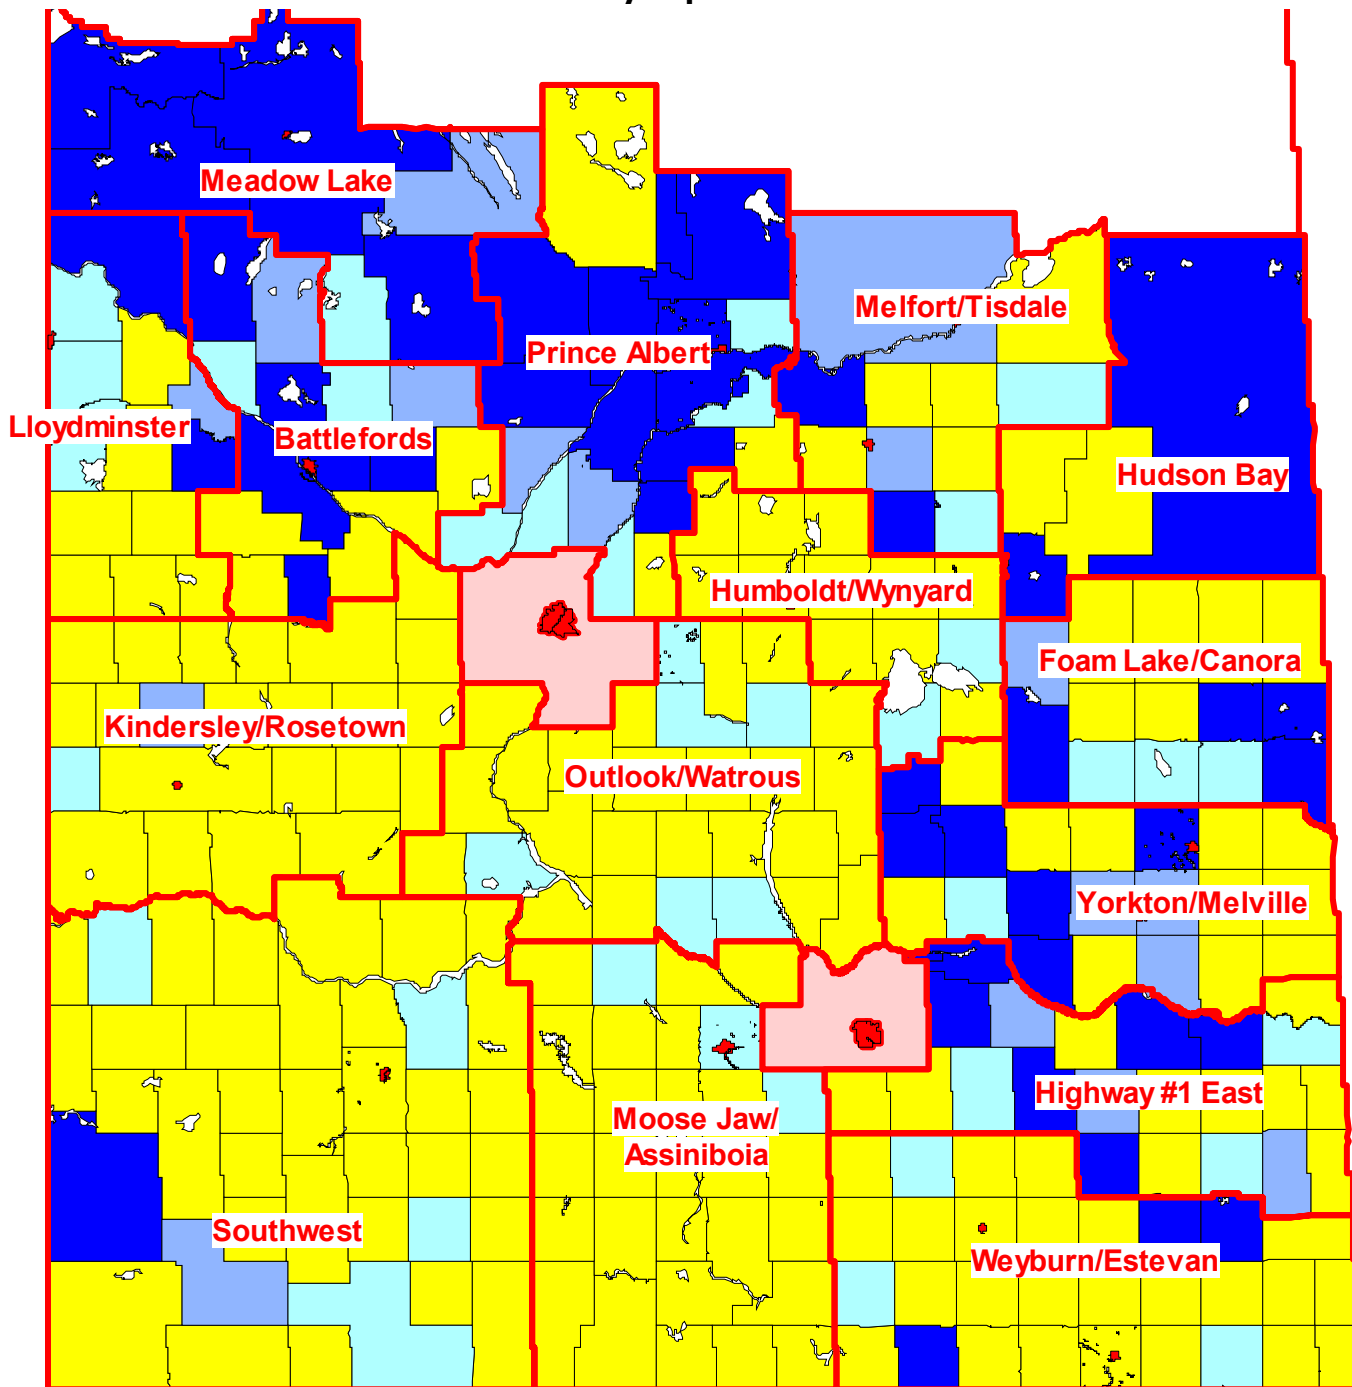 Meadow Lake
Melfort/Tisdale
Prince Albert
Lloydminster
Battlefords
Hudson Bay
Humboldt/Wynyard
Foam Lake/Canora
Kindersley/Rosetown
Outlook/Watrous
Yorkton/Melville
Highway #1 East
Moose Jaw/
Assiniboia
Southwest
Weyburn/Estevan